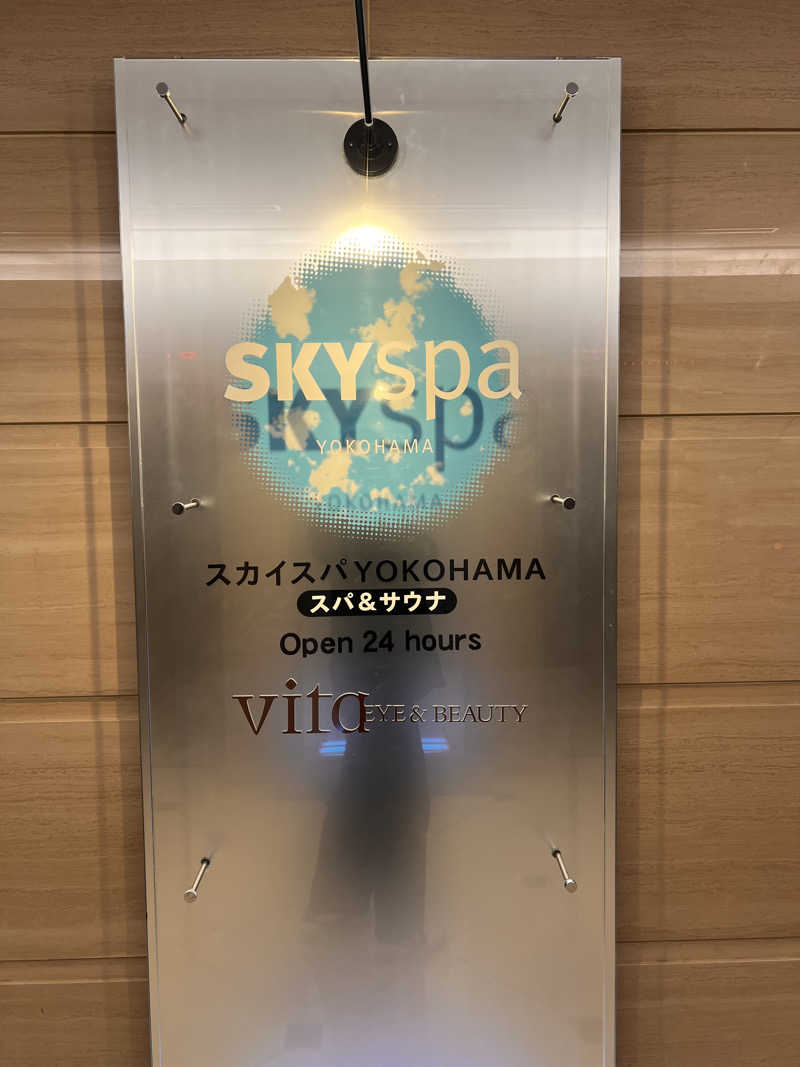 SKYspa
YOKOHAMA
スカイスパYOKOHAMA
スパ&サウナ
Open 24 hours
vita EYE & BEAUTY